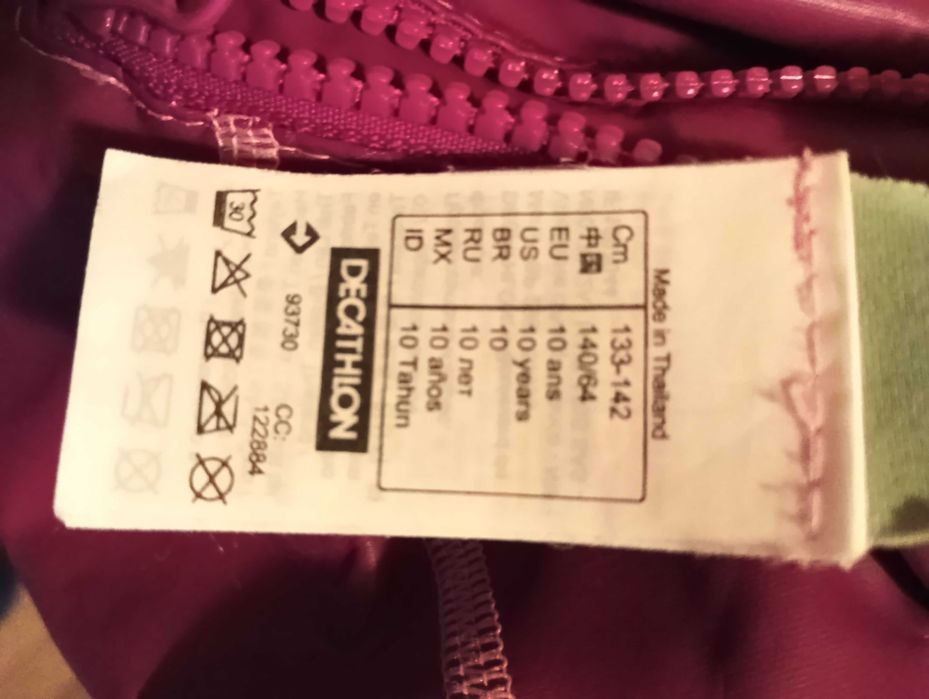 Made in Thailand
Cm 133-142
中国 140/64
EU 10 ans
US 10 years
BR 10
RU 10 лет
MX 10 años
ID 10 Tahun
DECATHLON
93730 CC:
122884
30